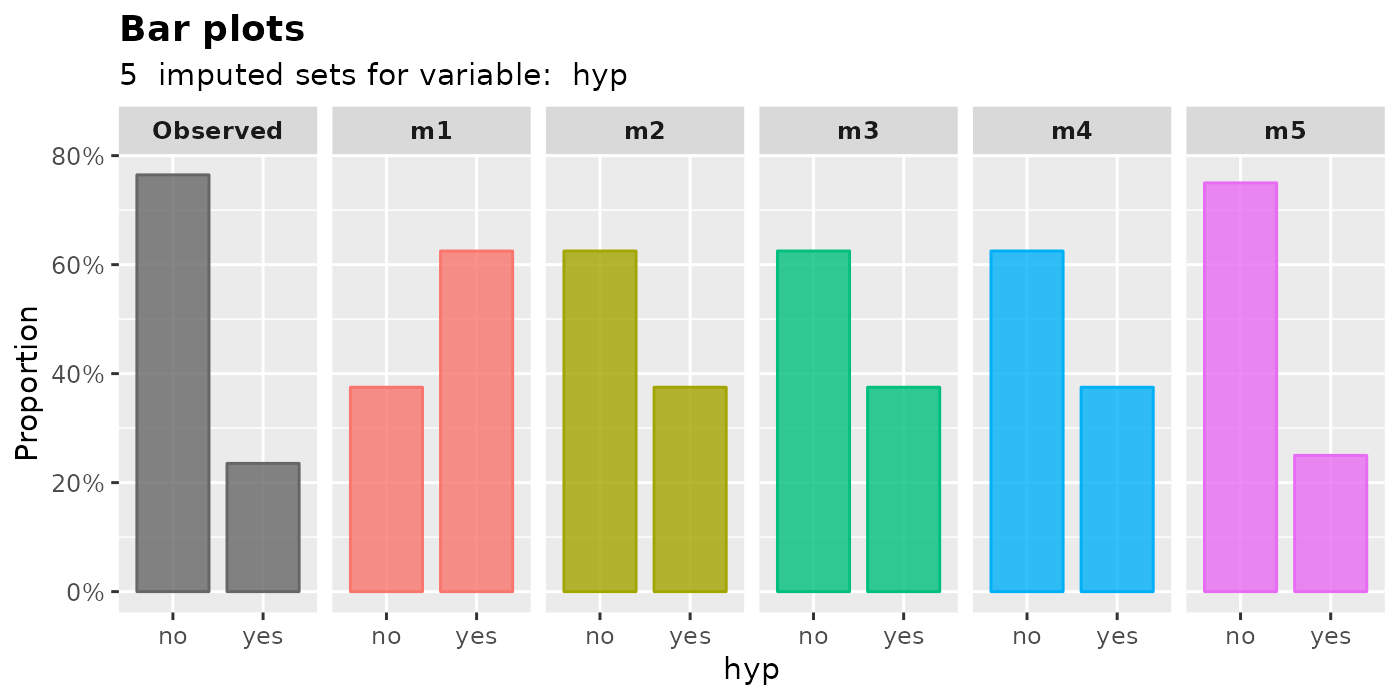 Bar plots
5  imputed sets for variable:  hyp
Observed m1 m2 m3 m4 m5
80%
60%
40%
20%
0%
Proportion
no yes no yes no yes no yes no yes no yes
hyp